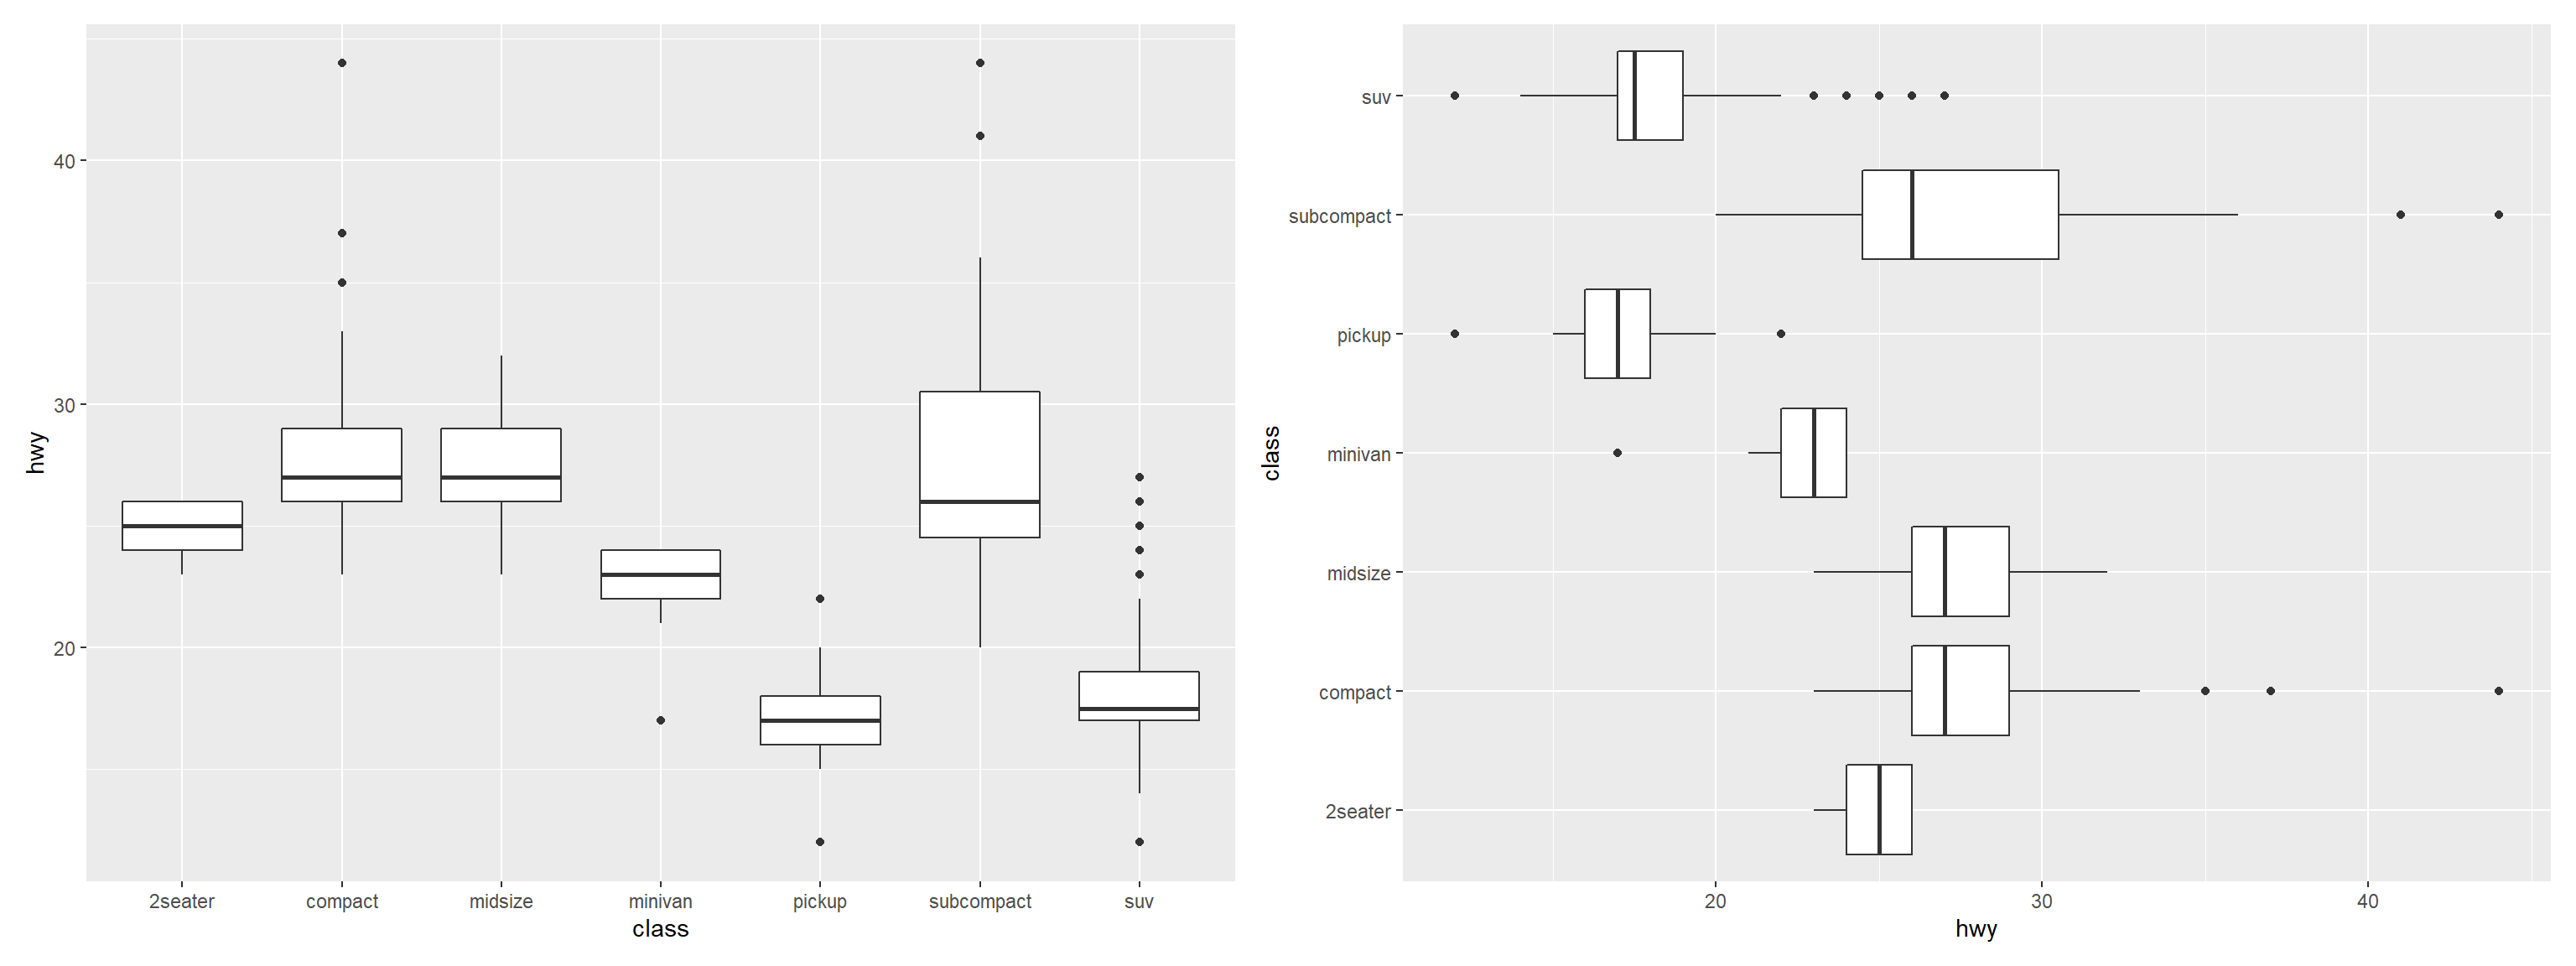 40
30
20
hwy
2seater compact midsize minivan pickup subcompact suv
class
suv
subcompact
pickup
minivan
midsize
compact
2seater
class
20 30 40
hwy